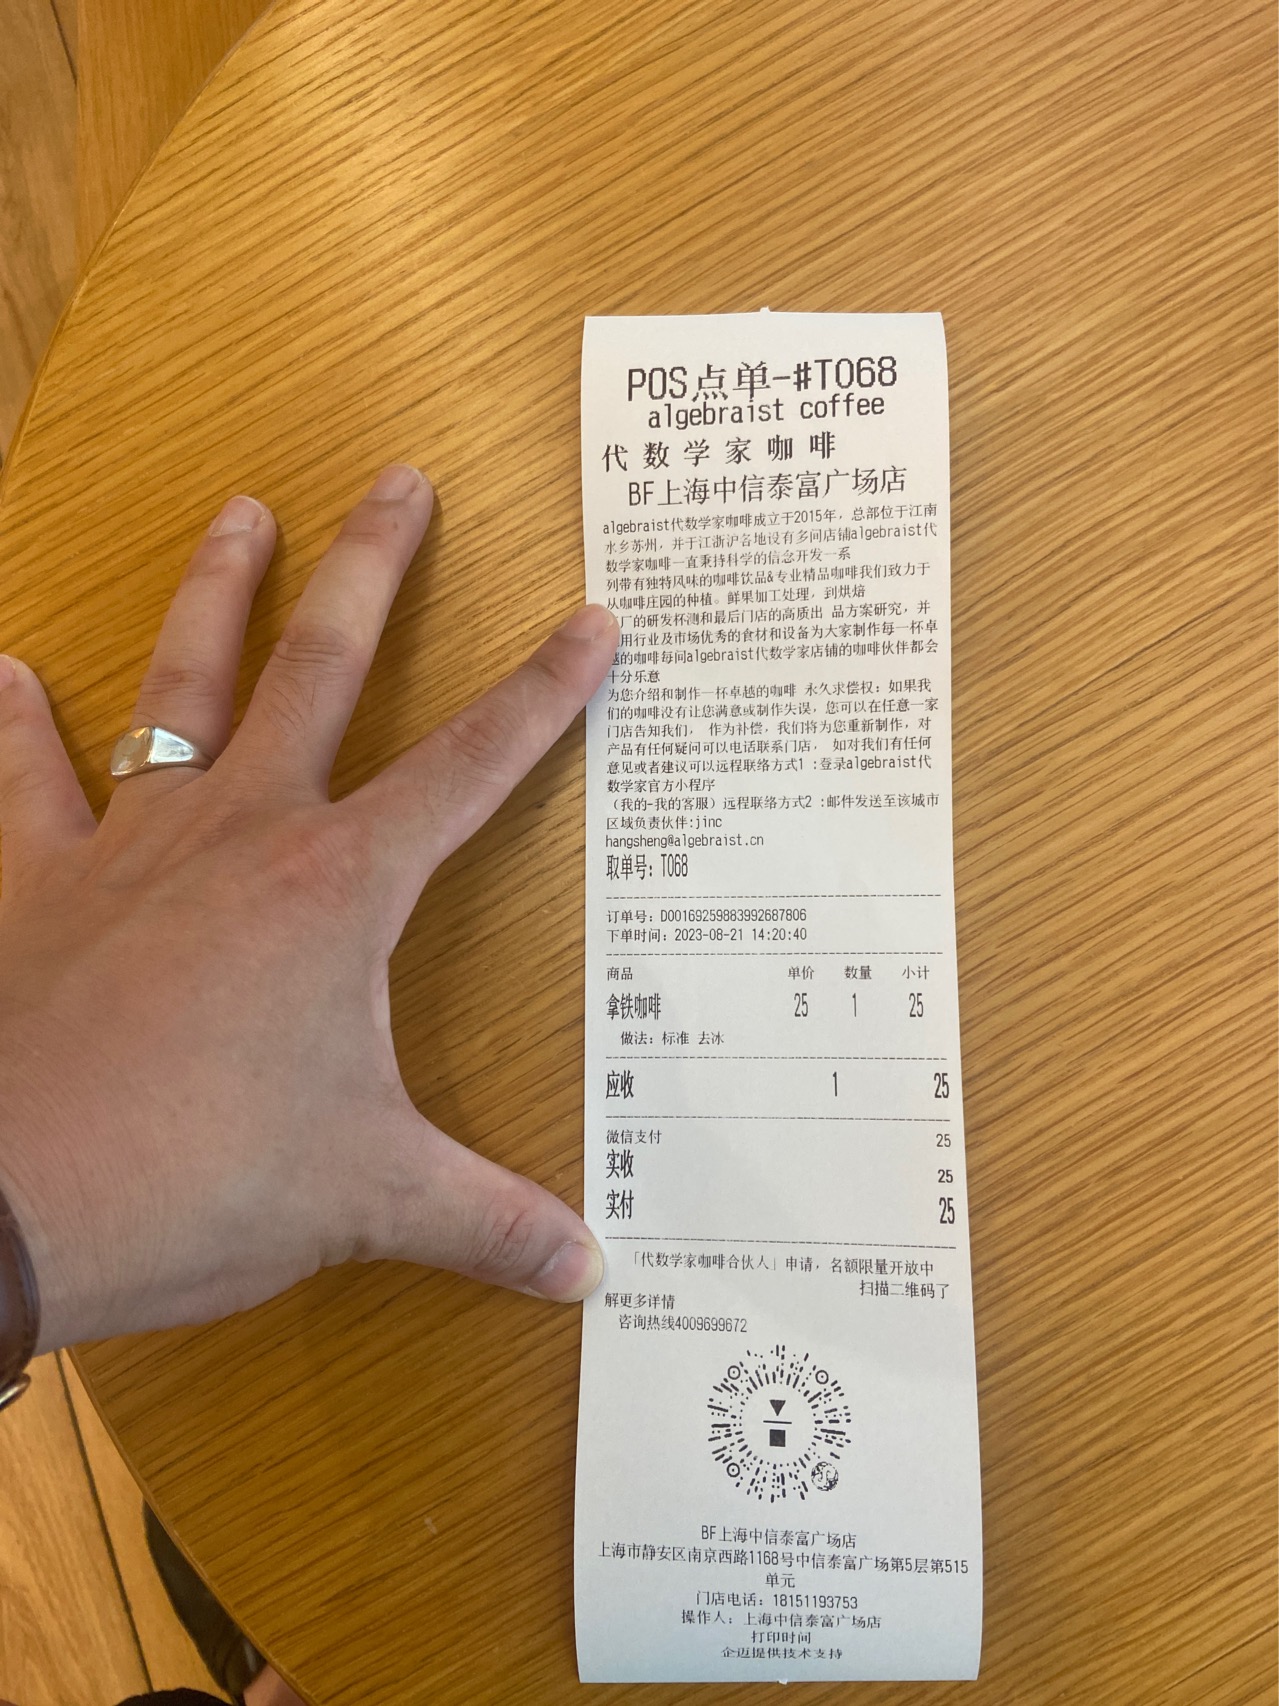 POS点单-#T068
algebraist coffee
代数学家咖啡
BF上海中信泰富广场店
algebraist代数学家咖啡成立于2015年，总部位于江南
水乡苏州，并于江浙沪各地设有多间店铺algebraist代
数学家咖啡一直秉持科学的信念开发一系
列带有独特风味的咖啡饮品&专业精品咖啡我们致力于
从咖啡庄园的种植。鲜果加工处理，到烘焙
厂的研发杯测和最后门店的高质出 品方案研究，并
用行业及市场优秀的食材和设备为大家制作每一杯卓
越的咖啡每间algebraist代数学家店铺的咖啡伙伴都会
十分乐意
为您介绍和制作一杯卓越的咖啡 永久求偿权：如果我
们的咖啡没有让您满意或制作失误，您可以在任意一家
门店告知我们， 作为补偿，我们将为您重新制作，对
产品有任何疑问可以电话联系门店， 如对我们有任何
意见或者建议可以远程联络方式1 :登录algebraist代
数学家官方小程序
（我的-我的客服）远程联络方式2 :邮件发送至该城市
区域负责伙伴:jinc
hangsheng@algebraist.cn
取单号：T068
订单号：D00169259883992687806
下单时间：2023-08-21 14:20:40
商品 单价 数量 小计
拿铁咖啡 25 1 25
做法：标准 去冰
应收 1 25
微信支付 25
实收 25
实付 25
「代数学家咖啡合伙人」申请，名额限量开放中
扫描二维码了
解更多详情
咨询热线4009699672
BF上海中信泰富广场店
上海市静安区南京西路1168号中信泰富广场第5层第515
单元
门店电话：18151193753
操作人：上海中信泰富广场店
打印时间
企迈提供技术支持